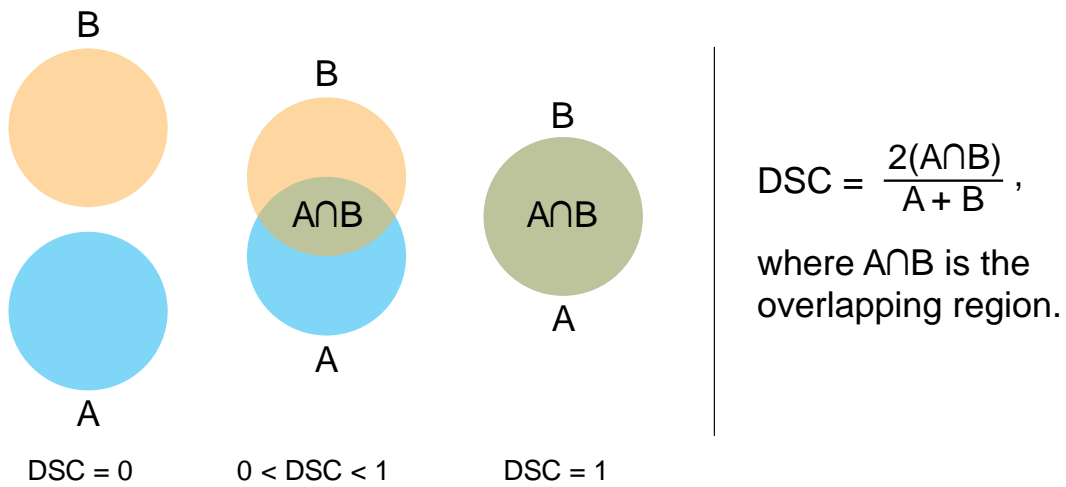 B
A
DSC = 0
B
A∩B
A
0 < DSC < 1
B
A∩B
A
DSC = 1
DSC = 2(A∩B)
A + B ,
where A∩B is the
overlapping region.